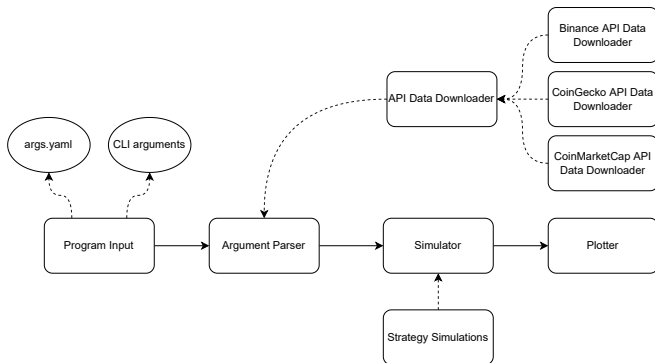 Binance API Data
Downloader
API Data Downloader
CoinGecko API Data
Downloader
args.yaml
CLI arguments
CoinMarketCap API
Data Downloader
Program Input
Argument Parser
Simulator
Plotter
Strategy Simulations